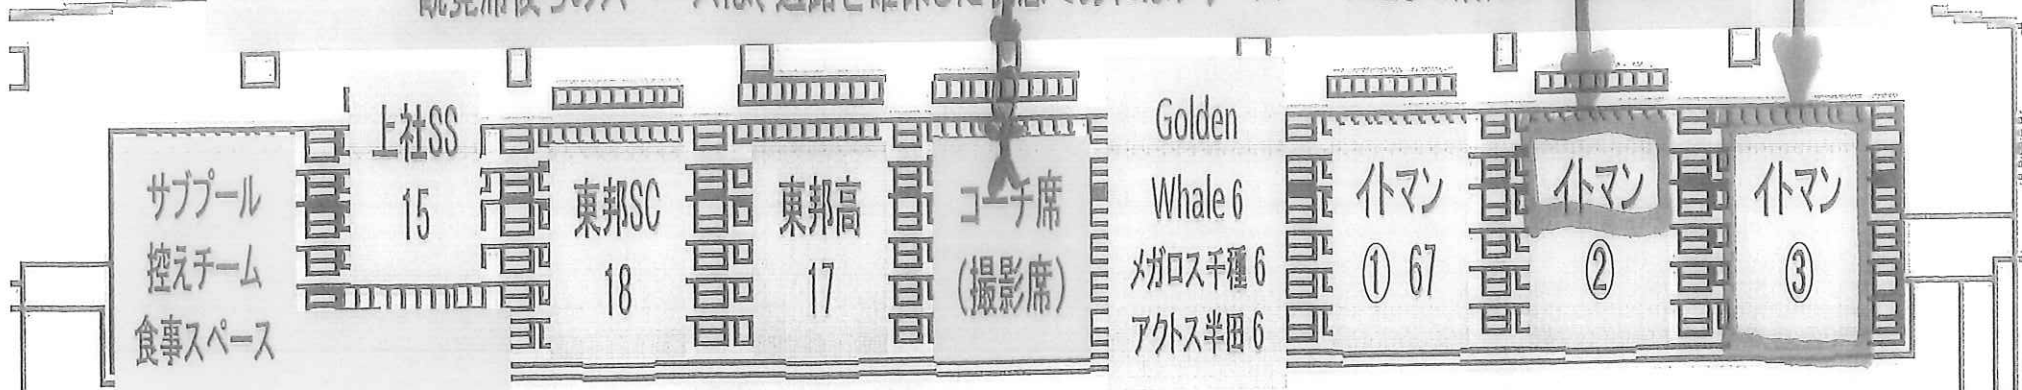 サブプール
控えチーム
食事スペース
上社SS
15
東邦SC
18
東邦高
17
コーチ席
(撮影席)
Golden
Whale 6
メガロス千種 6
アクトス半田 6
イトマン
① 67
イトマン
②
イトマン
③